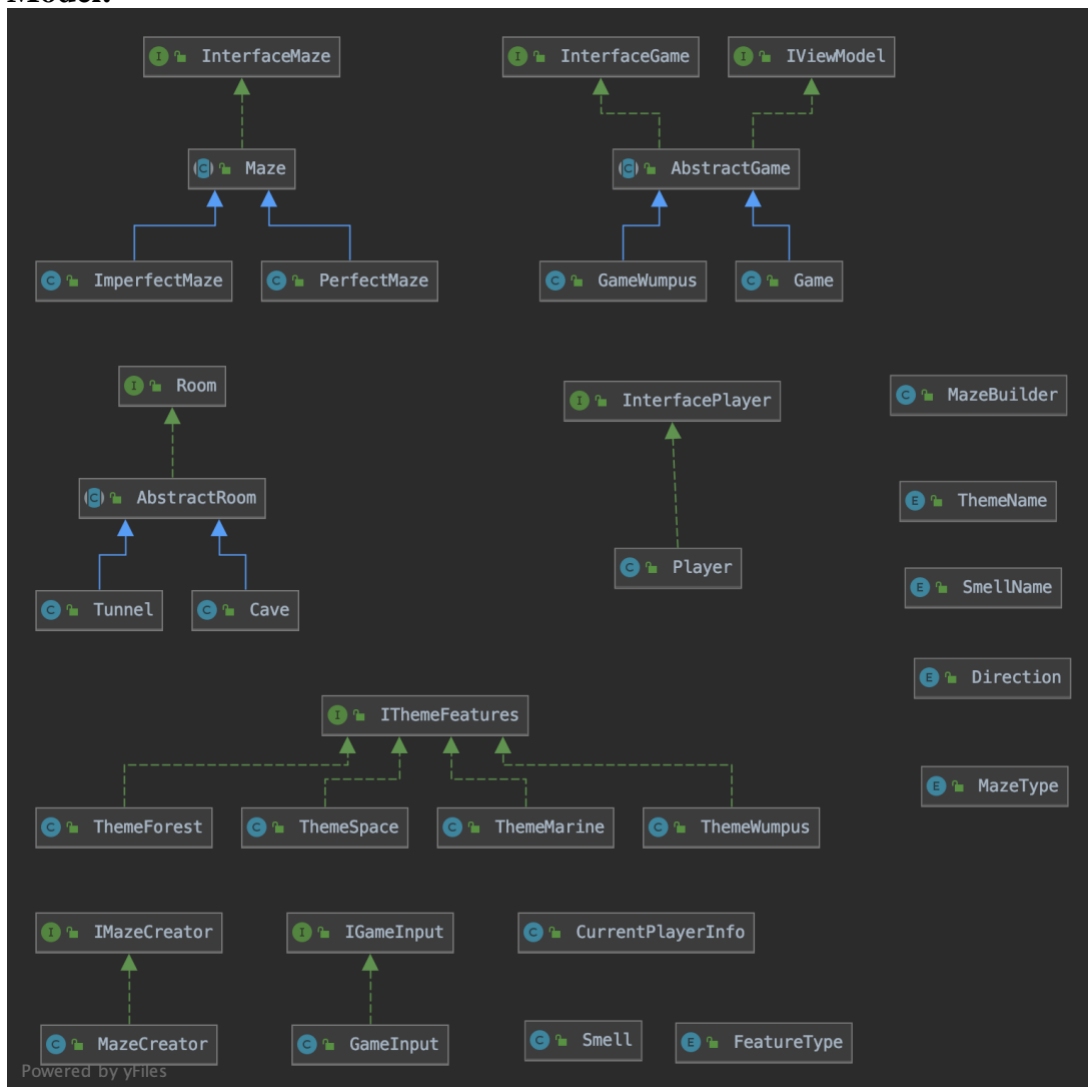 Model:
InterfaceMaze
InterfaceGame
IViewModel
Maze
AbstractGame
ImperfectMaze
PerfectMaze
GameWumpus
Game
Room
InterfacePlayer
MazeBuilder
AbstractRoom
ThemeName
Player
SmellName
Tunnel
Cave
Direction
IThemeFeatures
MazeType
ThemeForest
ThemeSpace
ThemeMarine
ThemeWumpus
IMazeCreator
IGameInput
CurrentPlayerInfo
MazeCreator
GameInput
Smell
FeatureType
Powered by yFiles